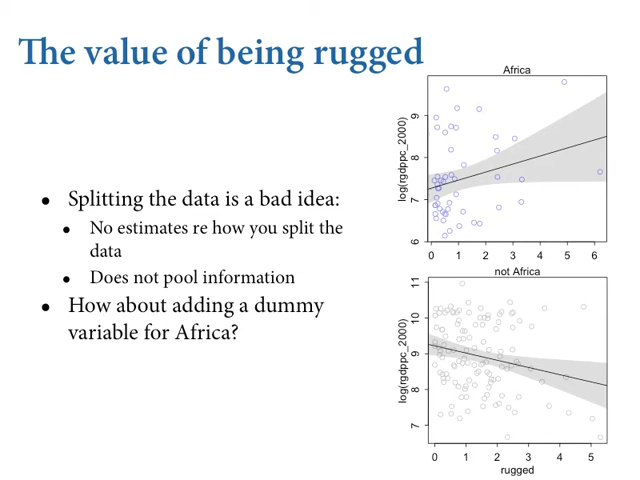 The value of being rugged
• Splitting the data is a bad idea:
• No estimates re how you split the
data
• Does not pool information
• How about adding a dummy
variable for Africa?
Africa
log(rgdppc_2000)
9
8
7
6
0 1 2 3 4 5 6
not Africa
log(rgdppc_2000)
11
10
9
8
7
0 1 2 3 4 5
rugged